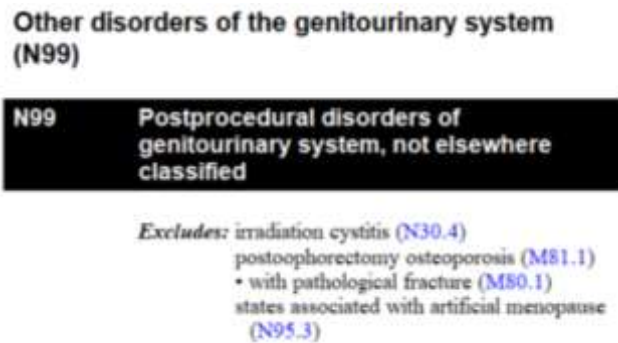 Other disorders of the genitourinary system
(N99)
N99 Postprocedural disorders of
genitourinary system, not elsewhere
classified
Excludes: irradiation cystitis (N30.4)
postoophorectomy osteoporosis (M81.1)
• with pathological fracture (M80.1)
states associated with artificial menopause
(N95.3)